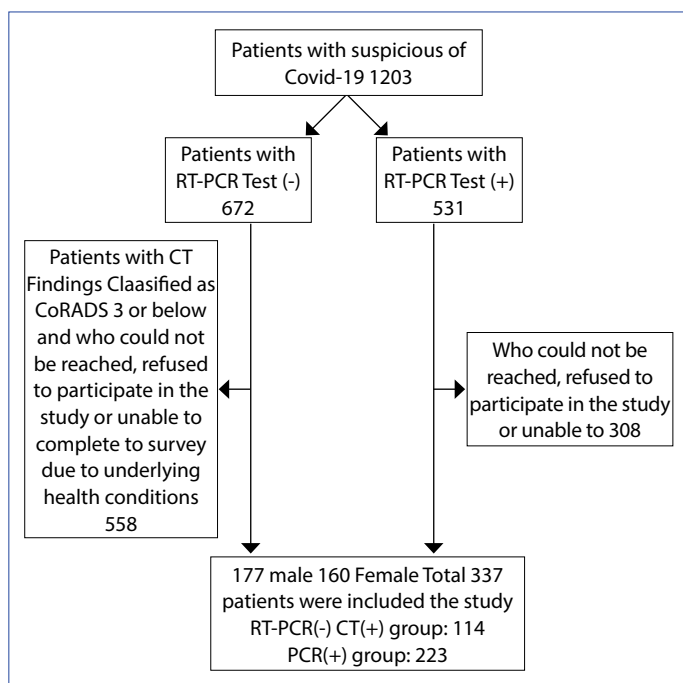 Patients with suspicious of
Covid-19 1203
Patients with
RT-PCR Test (-)
672
Patients with
RT-PCR Test (+)
531
Patients with CT
Findings Claasified as
CoRADS 3 or below
and who could not
be reached, refused
to participate in the
study or unable to
complete to survey
due to underlying
health conditions
558
Who could not be
reached, refused to
participate in the study
or unable to 308
177 male 160 Female Total 337
patients were included the study
RT-PCR(-) CT(+) group: 114
PCR(+) group: 223